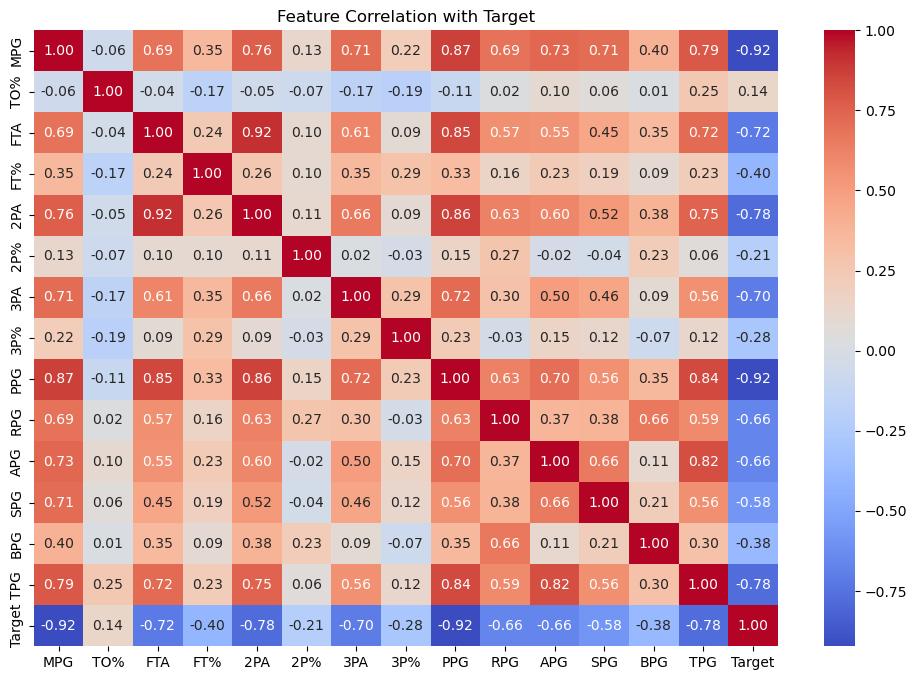 Feature Correlation with Target
MPG 1.00 -0.06 0.69 0.35 0.76 0.13 0.71 0.22 0.87 0.69 0.73 0.71 0.40 0.79 -0.92
TO% -0.06 1.00 -0.04 -0.17 -0.05 -0.07 -0.17 -0.19 -0.11 0.02 0.10 0.06 0.01 0.25 0.14
FTA 0.69 -0.04 1.00 0.24 0.92 0.10 0.61 0.09 0.85 0.57 0.55 0.45 0.35 0.72 -0.72
FT% 0.35 -0.17 0.24 1.00 0.26 0.10 0.35 0.29 0.33 0.16 0.23 0.19 0.09 0.23 -0.40
2PA 0.76 -0.05 0.92 0.26 1.00 0.11 0.66 0.09 0.86 0.63 0.60 0.52 0.38 0.75 -0.78
2P% 0.13 -0.07 0.10 0.10 0.11 1.00 0.02 -0.03 0.15 0.27 -0.02 -0.04 0.23 0.06 -0.21
3PA 0.71 -0.17 0.61 0.35 0.66 0.02 1.00 0.29 0.72 0.30 0.50 0.46 0.09 0.56 -0.70
3P% 0.22 -0.19 0.09 0.29 0.09 -0.03 0.29 1.00 0.23 -0.03 0.15 0.12 -0.07 0.12 -0.28
PPG 0.87 -0.11 0.85 0.33 0.86 0.15 0.72 0.23 1.00 0.63 0.70 0.56 0.35 0.84 -0.92
RPG 0.69 0.02 0.57 0.16 0.63 0.27 0.30 -0.03 0.63 1.00 0.37 0.38 0.66 0.59 -0.66
APG 0.73 0.10 0.55 0.23 0.60 -0.02 0.50 0.15 0.70 0.37 1.00 0.66 0.11 0.82 -0.66
SPG 0.71 0.06 0.45 0.19 0.52 -0.04 0.46 0.12 0.56 0.38 0.66 1.00 0.21 0.56 -0.58
BPG 0.40 0.01 0.35 0.09 0.38 0.23 0.09 -0.07 0.35 0.66 0.11 0.21 1.00 0.30 -0.38
TPG 0.79 0.25 0.72 0.23 0.75 0.06 0.56 0.12 0.84 0.59 0.82 0.56 0.30 1.00 -0.78
Target -0.92 0.14 -0.72 -0.40 -0.78 -0.21 -0.70 -0.28 -0.92 -0.66 -0.66 -0.58 -0.38 -0.78 1.00
MPG TO% FTA FT% 2PA 2P% 3PA 3P% PPG RPG APG SPG BPG TPG Target
1.00
0.75
0.50
0.25
0.00
−0.25
−0.50
−0.75